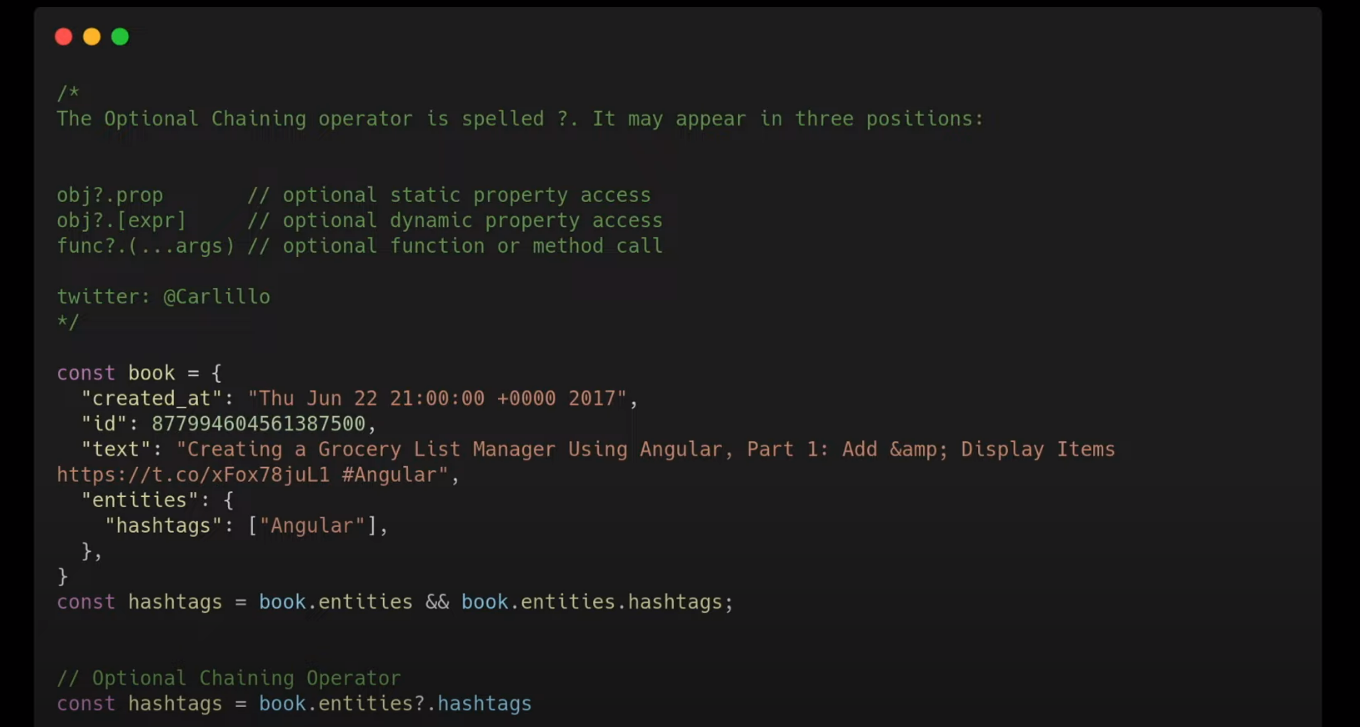 /*
The Optional Chaining operator is spelled ?. It may appear in three positions:
obj?.prop       // optional static property access
obj?.[expr]     // optional dynamic property access
func?.(...args) // optional function or method call
twitter: @Carlillo
*/
const book = {
  "created_at": "Thu Jun 22 21:00:00 +0000 2017",
  "id": 877994604561387500,
  "text": "Creating a Grocery List Manager Using Angular, Part 1: Add &amp; Display Items
https://t.co/xFox78juL1 #Angular",
  "entities": {
    "hashtags": ["Angular"],
  },
}
const hashtags = book.entities && book.entities.hashtags;
// Optional Chaining Operator
const hashtags = book.entities?.hashtags